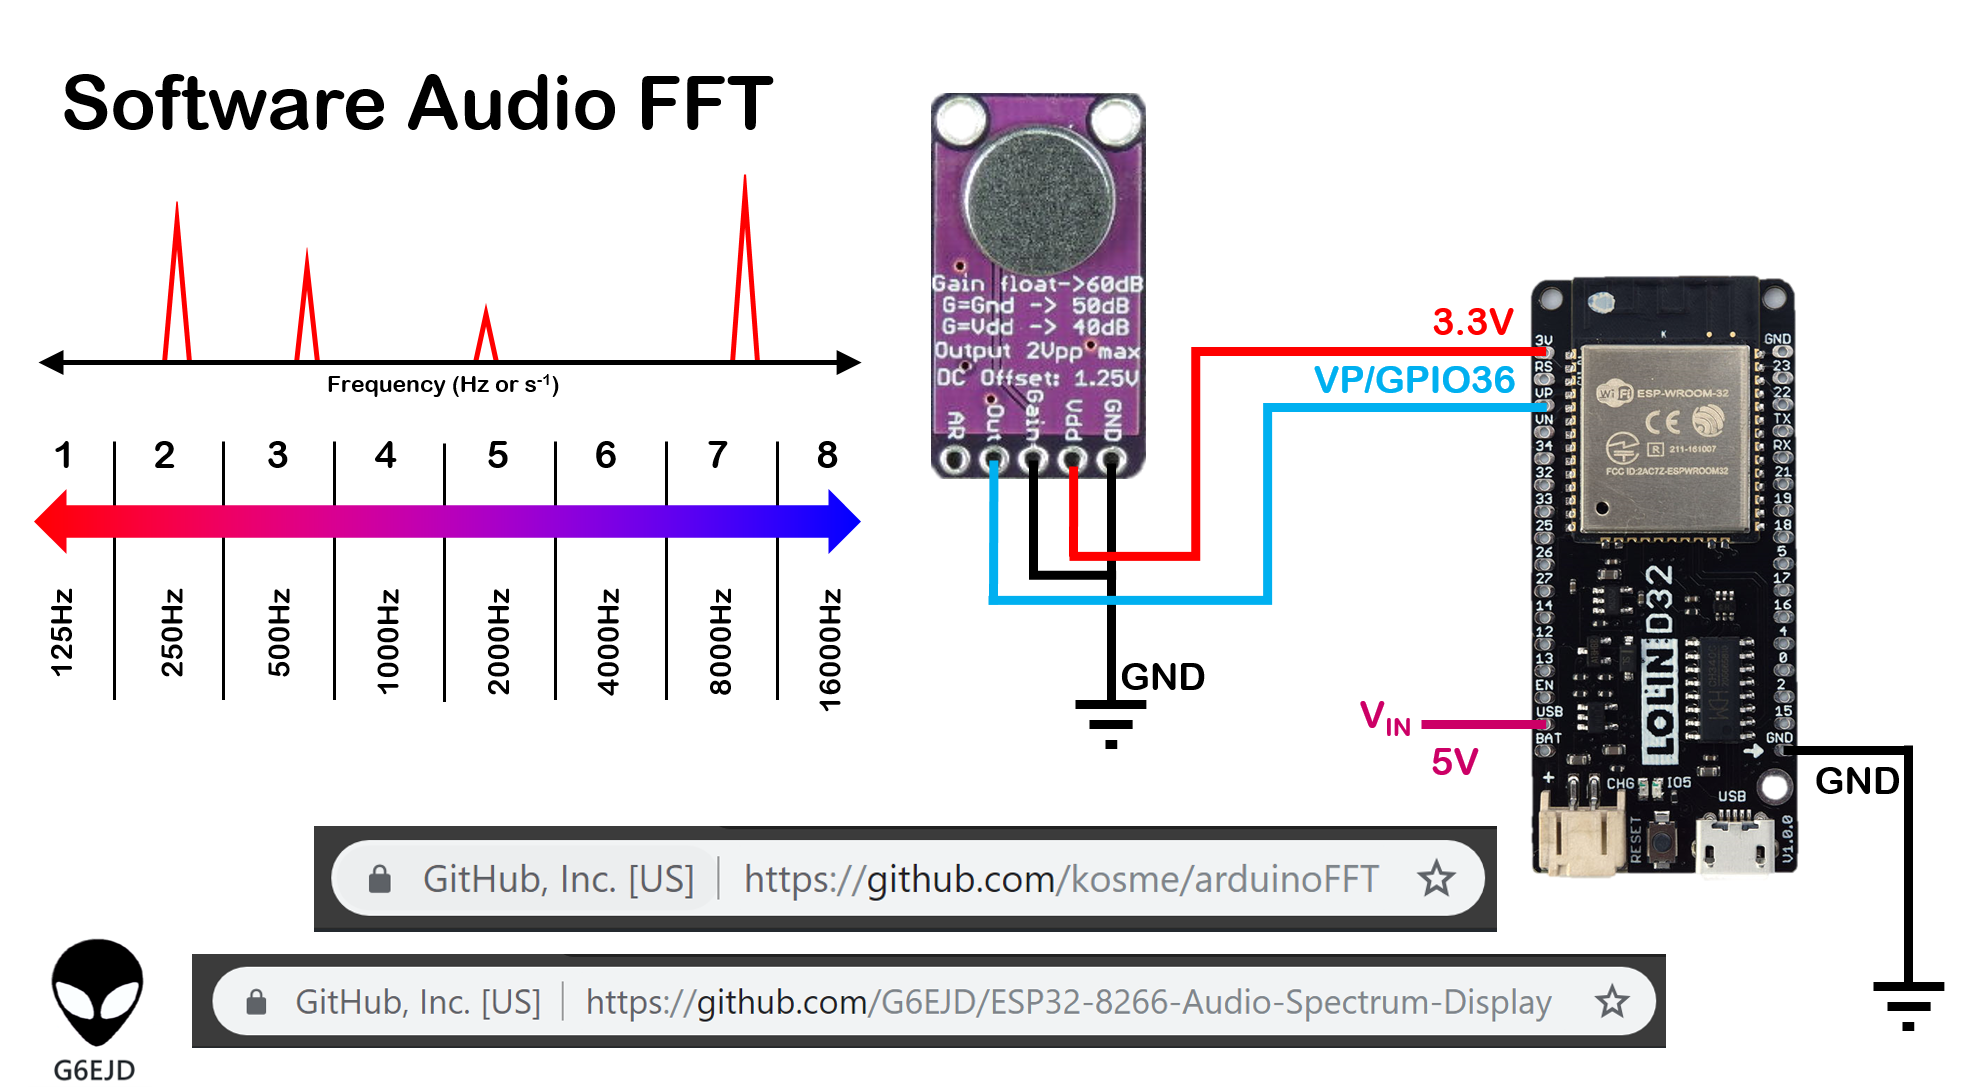 Software Audio FFT
Frequency (Hz or s-1)
1 2 3 4 5 6 7 8
125Hz 250Hz 500Hz 1000Hz 2000Hz 4000Hz 8000Hz 16000Hz
Gain float->60dB
G=Gnd -> 50dB
G=Vdd -> 40dB
Output 2Vpp max
DC Offset: 1.25V
AR Out Gain Vdd GND
GND
3.3V
VP/GPIO36
VIN
5V
3V
RS
VP
VN
34
32
33
25
26
27
14
12
13
EN
USB
BAT
+
K
WiFi ESP-WROOM-32
CE
R 211-161007
FCC ID:2AC7Z-ESPWROOM32
LOLIN D32
GND
23
22
TX
RX
21
19
18
5
17
16
4
0
2
15
GND
CHG IO5
USB
RESET
V1.0.0
GND
GitHub, Inc. [US] https://github.com/kosme/arduinoFFT
GitHub, Inc. [US] https://github.com/G6EJD/ESP32-8266-Audio-Spectrum-Display
G6EJD